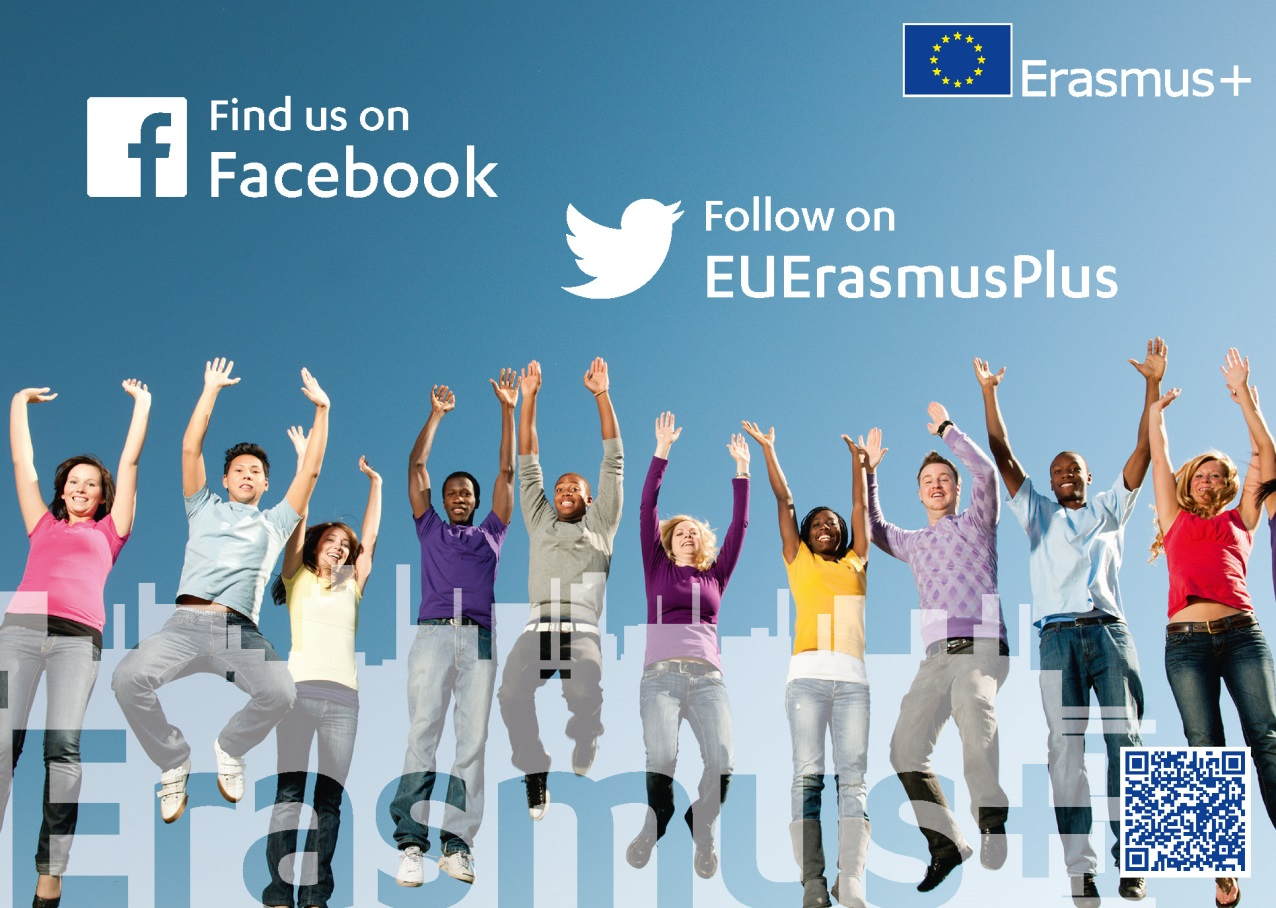 Erasmus+
Find us on
Facebook
Follow on
EUErasmusPlus
Erasmus+